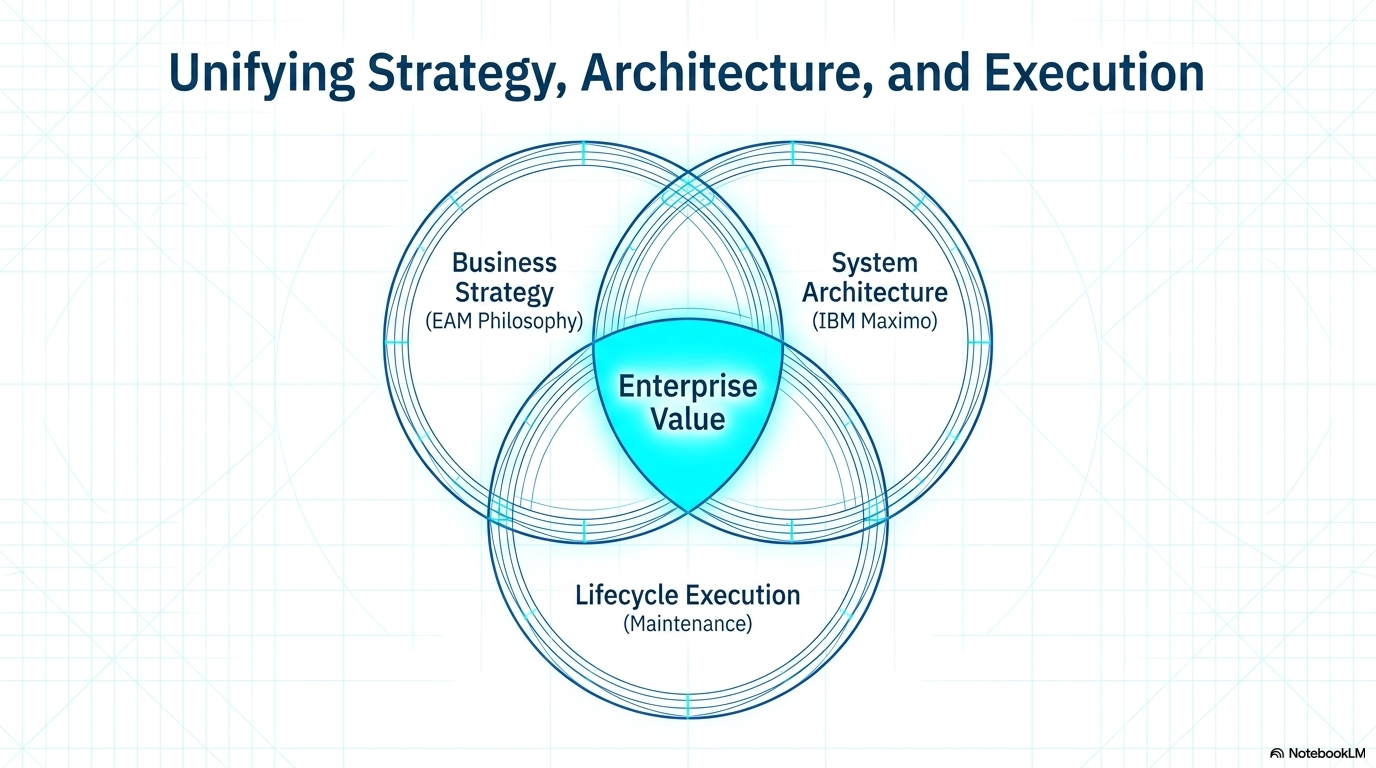 Unifying Strategy, Architecture, and Execution
Business
Strategy
(EAM Philosophy)
System
Architecture
(IBM Maximo)
Enterprise
Value
Lifecycle Execution
(Maintenance)
NotebookLM